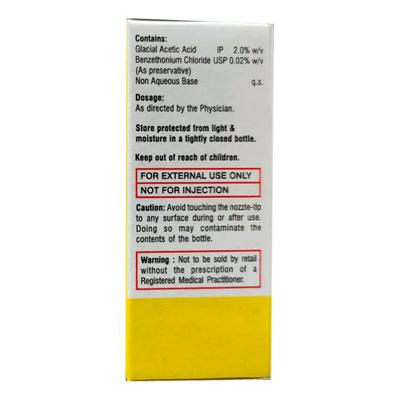 Contains:
Glacial Acetic Acid IP 2.0% w/v
Benzethonium Chloride USP 0.02% w/v
(As preservative)
Non Aqueous Base q.s.
Dosage:
As directed by the Physician.
Store protected from light &
moisture in a tightly closed bottle.
Keep out of reach of children.
FOR EXTERNAL USE ONLY
NOT FOR INJECTION
Caution: Avoid touching the nozzle-tip
to any surface during or after use.
Doing so may contaminate the
contents of the bottle.
Warning : Not to be sold by retail
without the prescription of a
Registered Medical Practitioner.